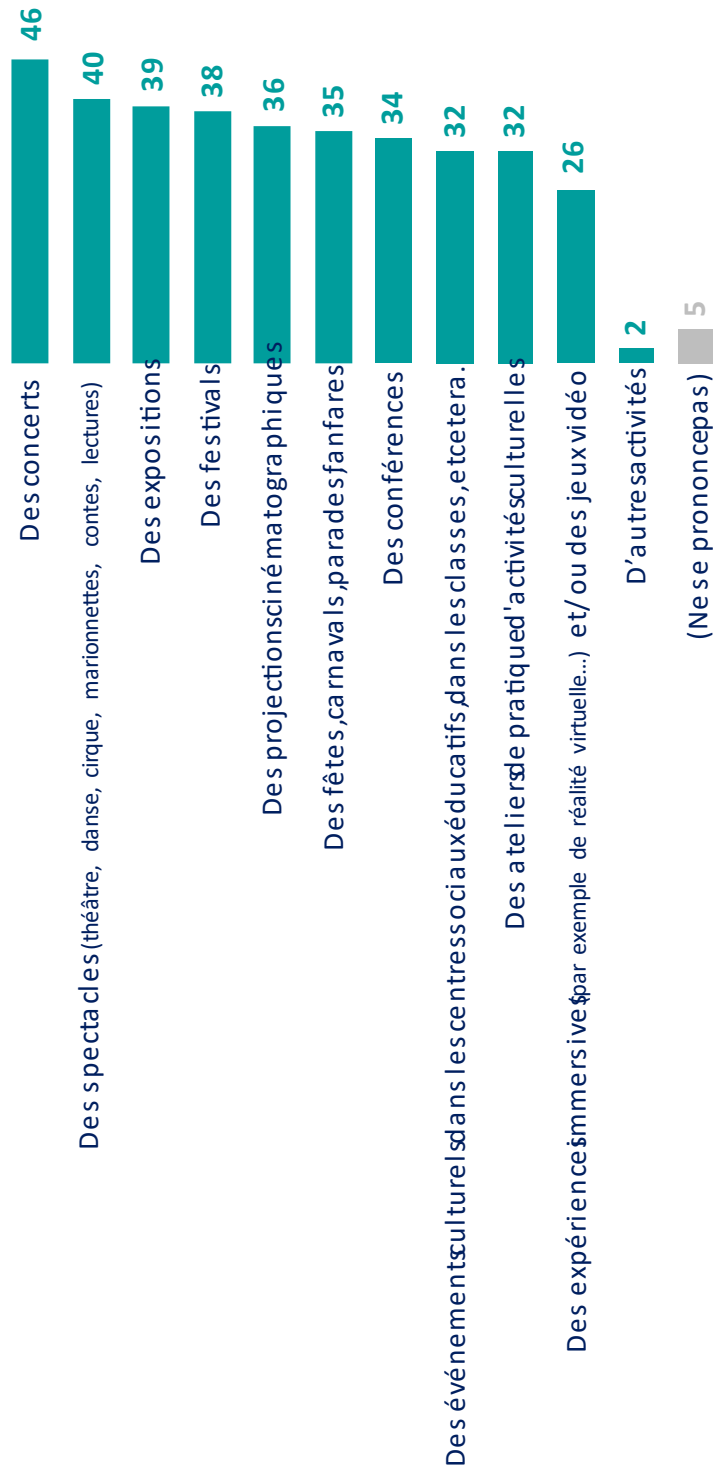 Des concerts 46
Des spectacles (théâtre, danse, cirque, marionnettes, contes, lectures) 40
Des expositions 39
Des festivals 38
Des projections cinématographiques 36
Des fêtes, carnavals, parades, fanfares 35
Des conférences 34
Des événements culturels dans les centres sociaux éducatifs, dans les classes, et cetera. 32
Des ateliers de pratique d'activités culturelles 32
Des expériences immersives (par exemple de réalité virtuelle...) et/ou des jeux vidéo 26
D'autres activités 2
(Ne se prononce pas) 5